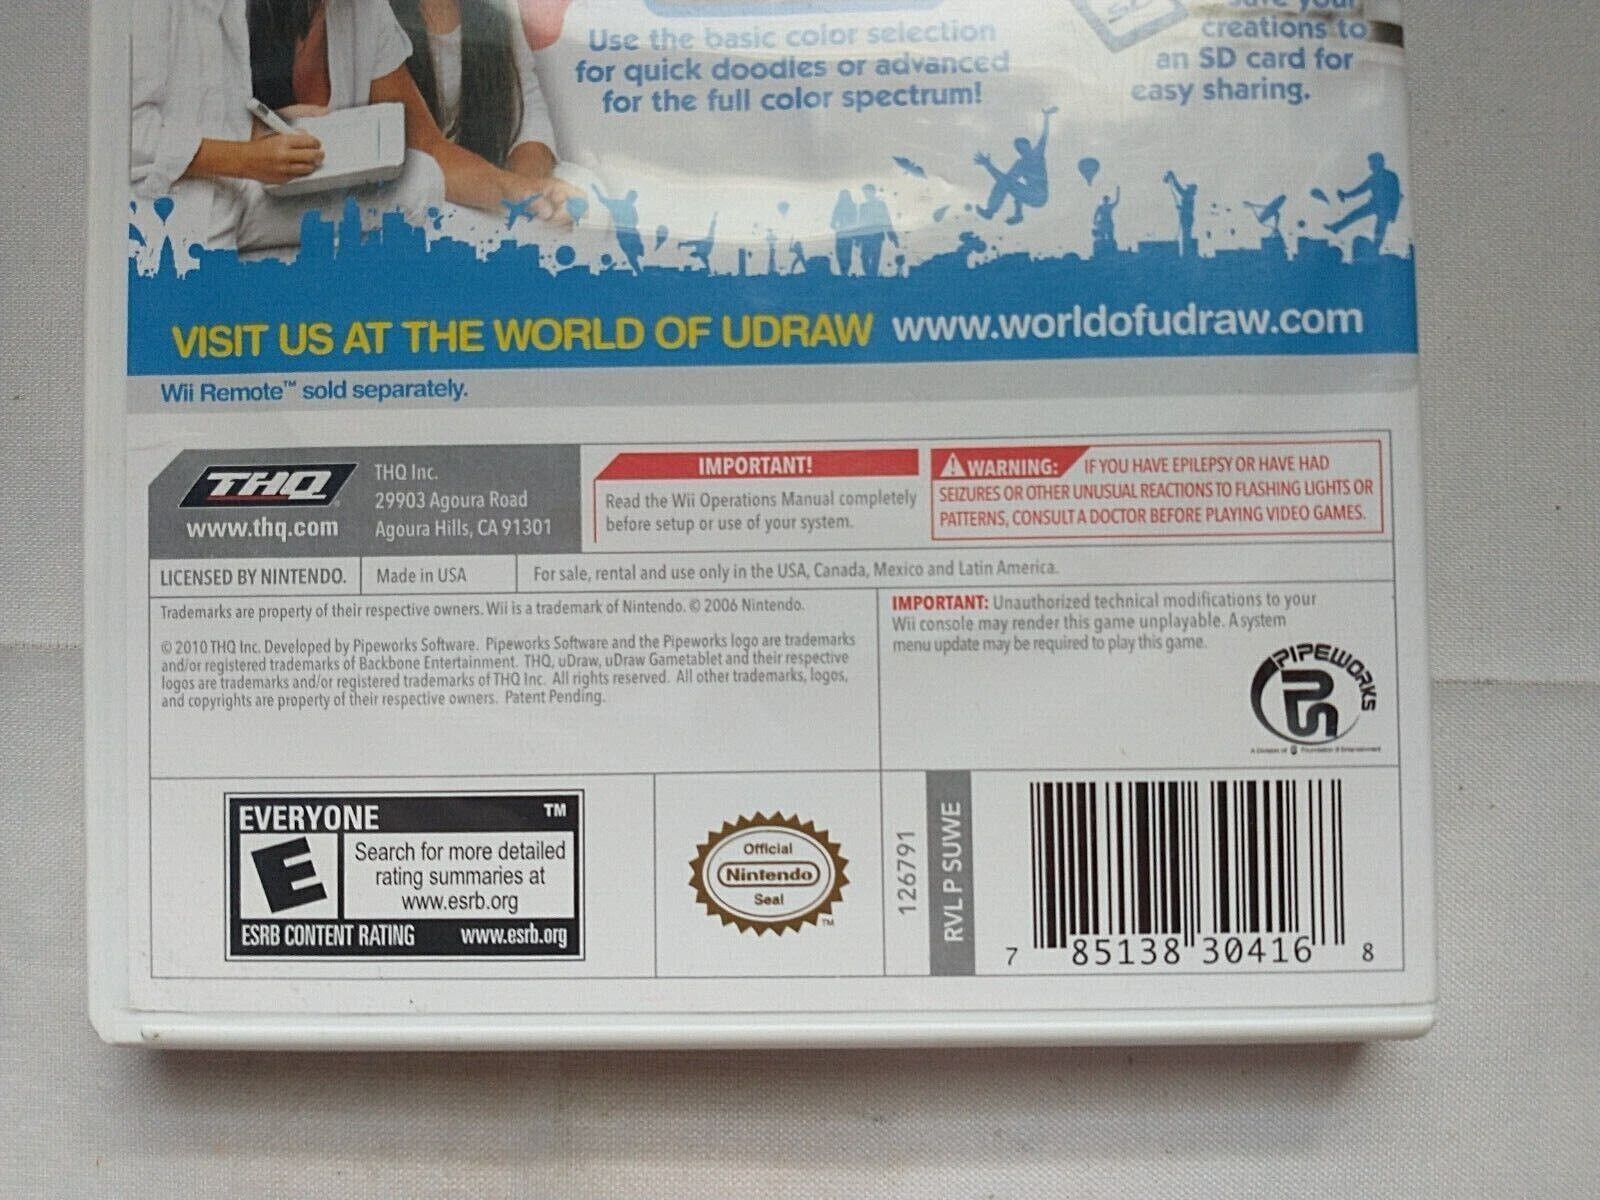 Use the basic color selection
for quick doodles or advanced
for the full color spectrum!
save your
creations to
an SD card for
easy sharing.
VISIT US AT THE WORLD OF UDRAW www.worldofudraw.com
Wii Remote™ sold separately.
THQ
www.thq.com
THQ Inc.
29903 Agoura Road
Agoura Hills, CA 91301
IMPORTANT!
Read the Wii Operations Manual completely
before setup or use of your system.
WARNING: IF YOU HAVE EPILEPSY OR HAVE HAD
SEIZURES OR OTHER UNUSUAL REACTIONS TO FLASHING LIGHTS OR
PATTERNS, CONSULT A DOCTOR BEFORE PLAYING VIDEO GAMES.
LICENSED BY NINTENDO.
Made in USA
For sale, rental and use only in the USA, Canada, Mexico and Latin America.
Trademarks are property of their respective owners. Wii is a trademark of Nintendo. © 2006 Nintendo.
© 2010 THQ Inc. Developed by Pipeworks Software. Pipeworks Software and the Pipeworks logo are trademarks
and/or registered trademarks of Backbone Entertainment. THQ, uDraw, uDraw Gametablet and their respective
logos are trademarks and/or registered trademarks of THQ Inc. All rights reserved. All other trademarks, logos,
and copyrights are property of their respective owners. Patent Pending.
IMPORTANT: Unauthorized technical modifications to your
Wii console may render this game unplayable. A system
menu update may be required to play this game.
PIPEWORKS
A Division of Foundation 9 Entertainment
EVERYONE ™
E
Search for more detailed
rating summaries at
www.esrb.org
ESRB CONTENT RATING www.esrb.org
Official
Nintendo
Seal
™
126791
RVL P SUWE
7 85138 30416 8